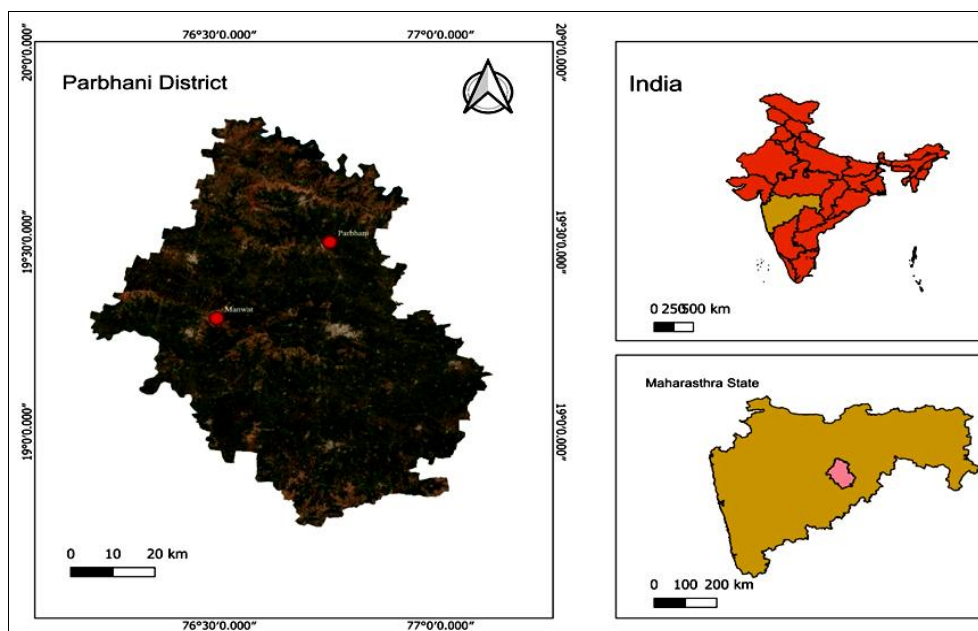 76°30'0.000" 77°0'0.000"
20°0'0.000" 20°0'0.000"
Parbhani District
Parbhani
19°30'0.000" 19°30'0.000"
Manwat
19°0'0.000" 19°0'0.000"
0 10 20 km
76°30'0.000" 77°0'0.000"
India
0 250500 km
Maharasthra State
0 100 200 km